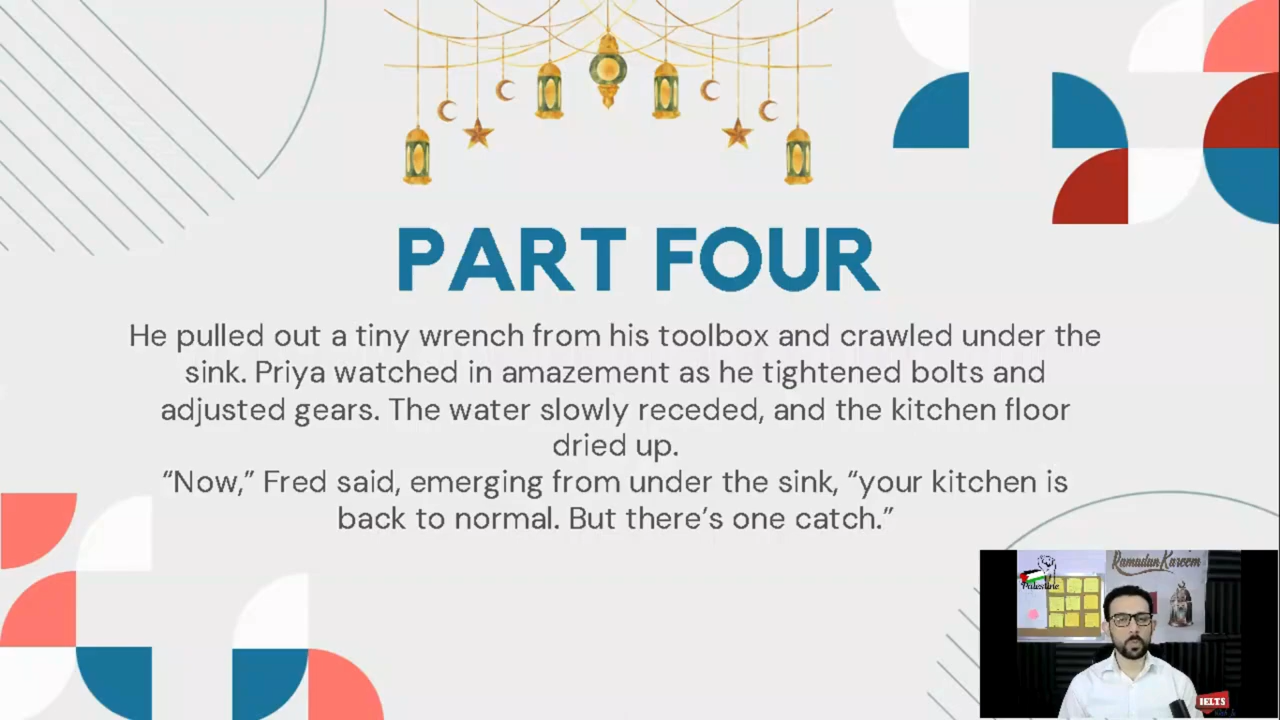 PART FOUR
He pulled out a tiny wrench from his toolbox and crawled under the
sink. Priya watched in amazement as he tightened bolts and
adjusted gears. The water slowly receded, and the kitchen floor
dried up.
“Now,” Fred said, emerging from under the sink, “your kitchen is
back to normal. But there’s one catch.”
Ramadan Kareem
Palestine
IELTS